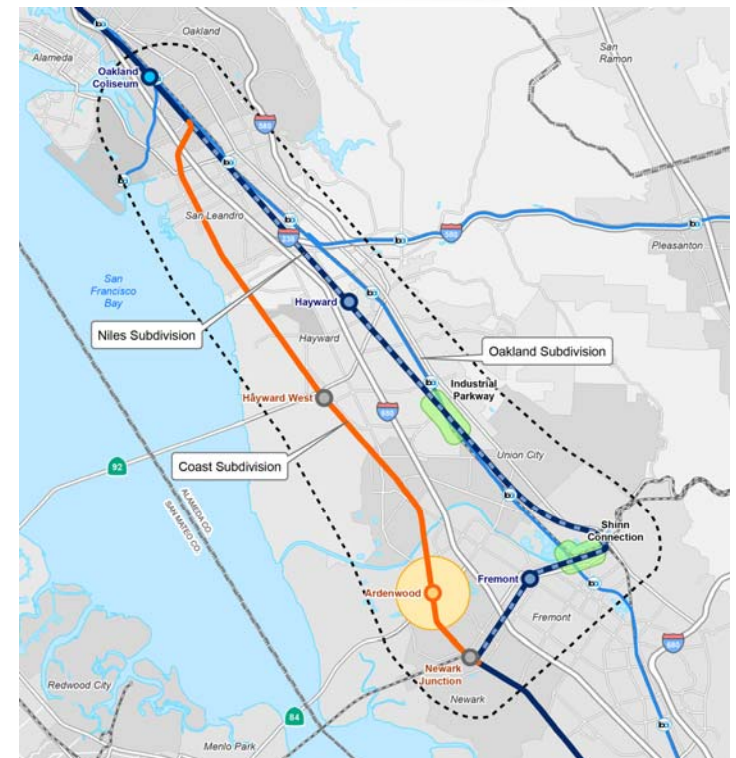 Oakland
Alameda
Oakland
Coliseum
San
Ramon
580
San Leandro
238
580
Pleasanton
San
Francisco
Bay
Hayward
Niles Subdivision
Hayward
Oakland Subdivision
Industrial
Parkway
Hayward West
880
Union City
Coast Subdivision
92
ALAMEDA CO.
SAN MATEO CO.
Shinn
Connection
Fremont
Ardenwood
Fremont
680
Newark
Junction
Redwood City
Newark
84
Menlo Park